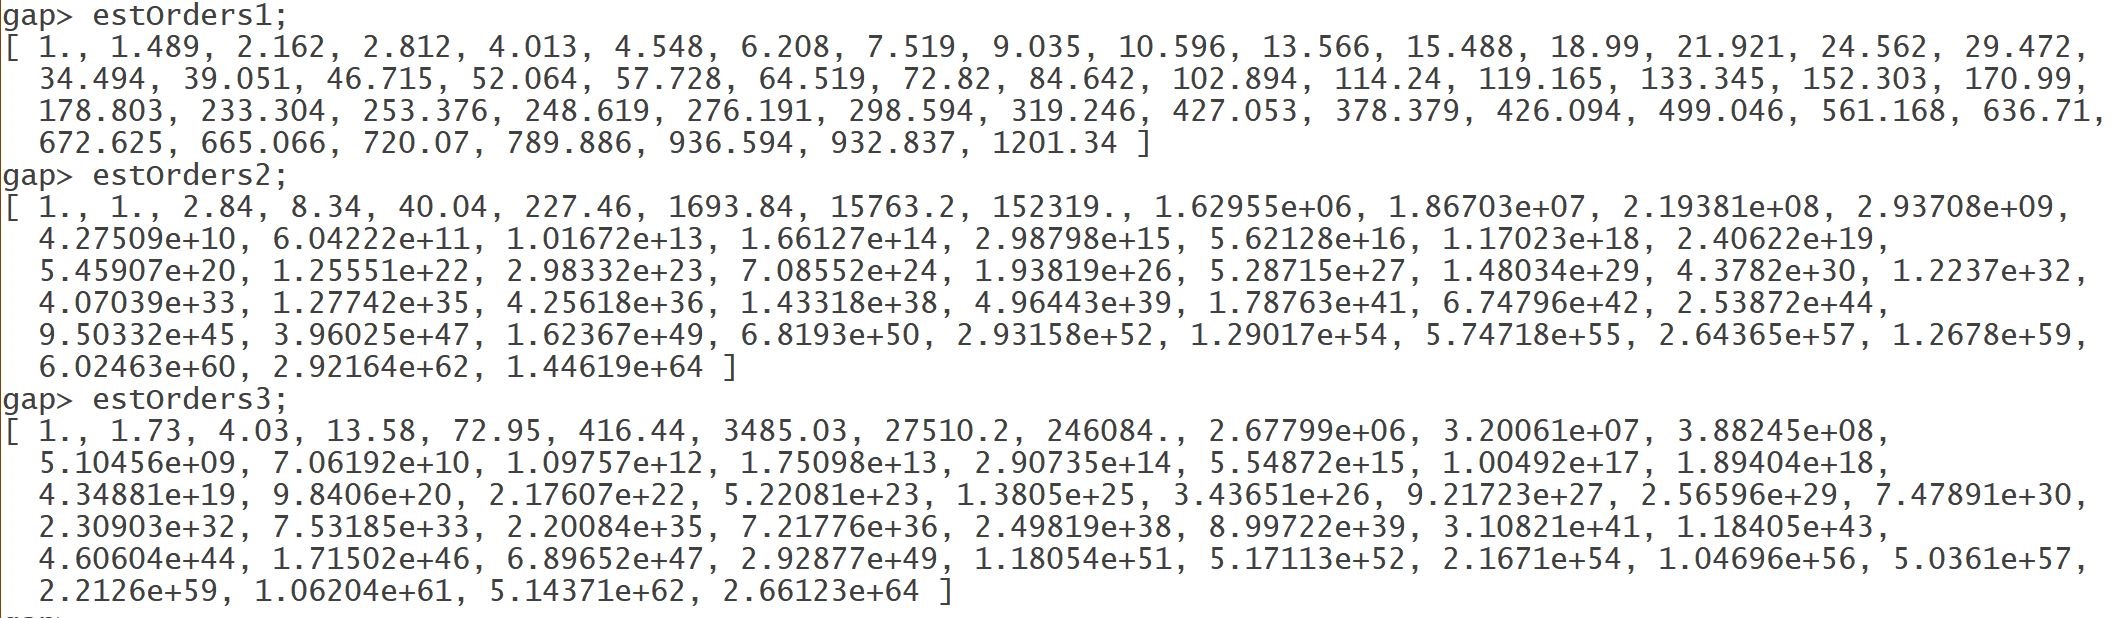 gap> estOrders1;
[ 1., 1.489, 2.162, 2.812, 4.013, 4.548, 6.208, 7.519, 9.035, 10.596, 13.566, 15.488, 18.99, 21.921, 24.562, 29.472,
34.494, 39.051, 46.715, 52.064, 57.728, 64.519, 72.82, 84.642, 102.894, 114.24, 119.165, 133.345, 152.303, 170.99,
178.803, 233.304, 253.376, 248.619, 276.191, 298.594, 319.246, 427.053, 378.379, 426.094, 499.046, 561.168, 636.71,
672.625, 665.066, 720.07, 789.886, 936.594, 932.837, 1201.34 ]
gap> estOrders2;
[ 1., 1., 2.84, 8.34, 40.04, 227.46, 1693.84, 15763.2, 152319., 1.62955e+06, 1.86703e+07, 2.19381e+08, 2.93708e+09,
4.27509e+10, 6.04222e+11, 1.01672e+13, 1.66127e+14, 2.98798e+15, 5.62128e+16, 1.17023e+18, 2.40622e+19,
5.45907e+20, 1.25551e+22, 2.98332e+23, 7.08552e+24, 1.93819e+26, 5.28715e+27, 1.48034e+29, 4.3782e+30, 1.2237e+32,
4.07039e+33, 1.27742e+35, 4.25618e+36, 1.43318e+38, 4.96443e+39, 1.78763e+41, 6.74796e+42, 2.53872e+44,
9.50332e+45, 3.96025e+47, 1.62367e+49, 6.8193e+50, 2.93158e+52, 1.29017e+54, 5.74718e+55, 2.64365e+57, 1.2678e+59,
6.02463e+60, 2.92164e+62, 1.44619e+64 ]
gap> estOrders3;
[ 1., 1.73, 4.03, 13.58, 72.95, 416.44, 3485.03, 27510.2, 246084., 2.67799e+06, 3.20061e+07, 3.88245e+08,
5.10456e+09, 7.06192e+10, 1.09757e+12, 1.75098e+13, 2.90735e+14, 5.54872e+15, 1.00492e+17, 1.89404e+18,
4.34881e+19, 9.8406e+20, 2.17607e+22, 5.22081e+23, 1.3805e+25, 3.43651e+26, 9.21723e+27, 2.56596e+29, 7.47891e+30,
2.30903e+32, 7.53185e+33, 2.20084e+35, 7.21776e+36, 2.49819e+38, 8.99722e+39, 3.10821e+41, 1.18405e+43,
4.60604e+44, 1.71502e+46, 6.89652e+47, 2.92877e+49, 1.18054e+51, 5.17113e+52, 2.1671e+54, 1.04696e+56, 5.0361e+57,
2.2126e+59, 1.06204e+61, 5.14371e+62, 2.66123e+64 ]